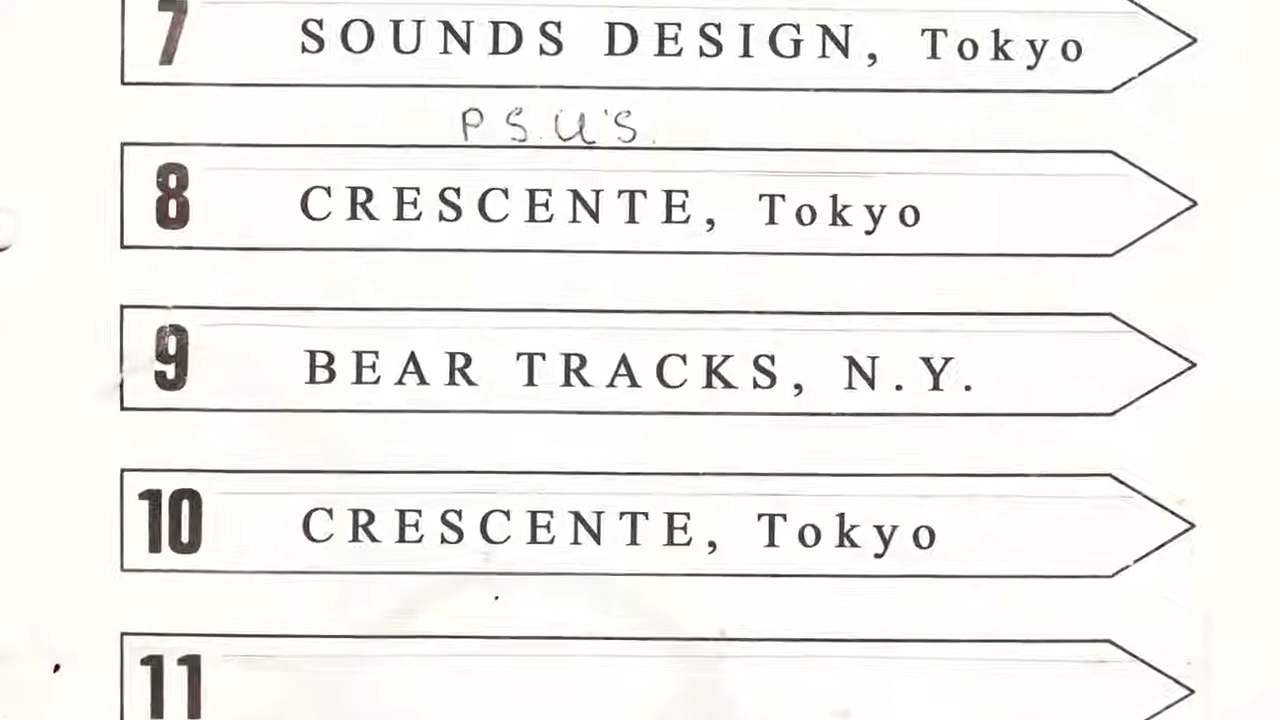 7 SOUNDS DESIGN, Tokyo
P.S.U'S.
8 CRESCENTE, Tokyo
9 BEAR TRACKS, N.Y.
10 CRESCENTE, Tokyo
11